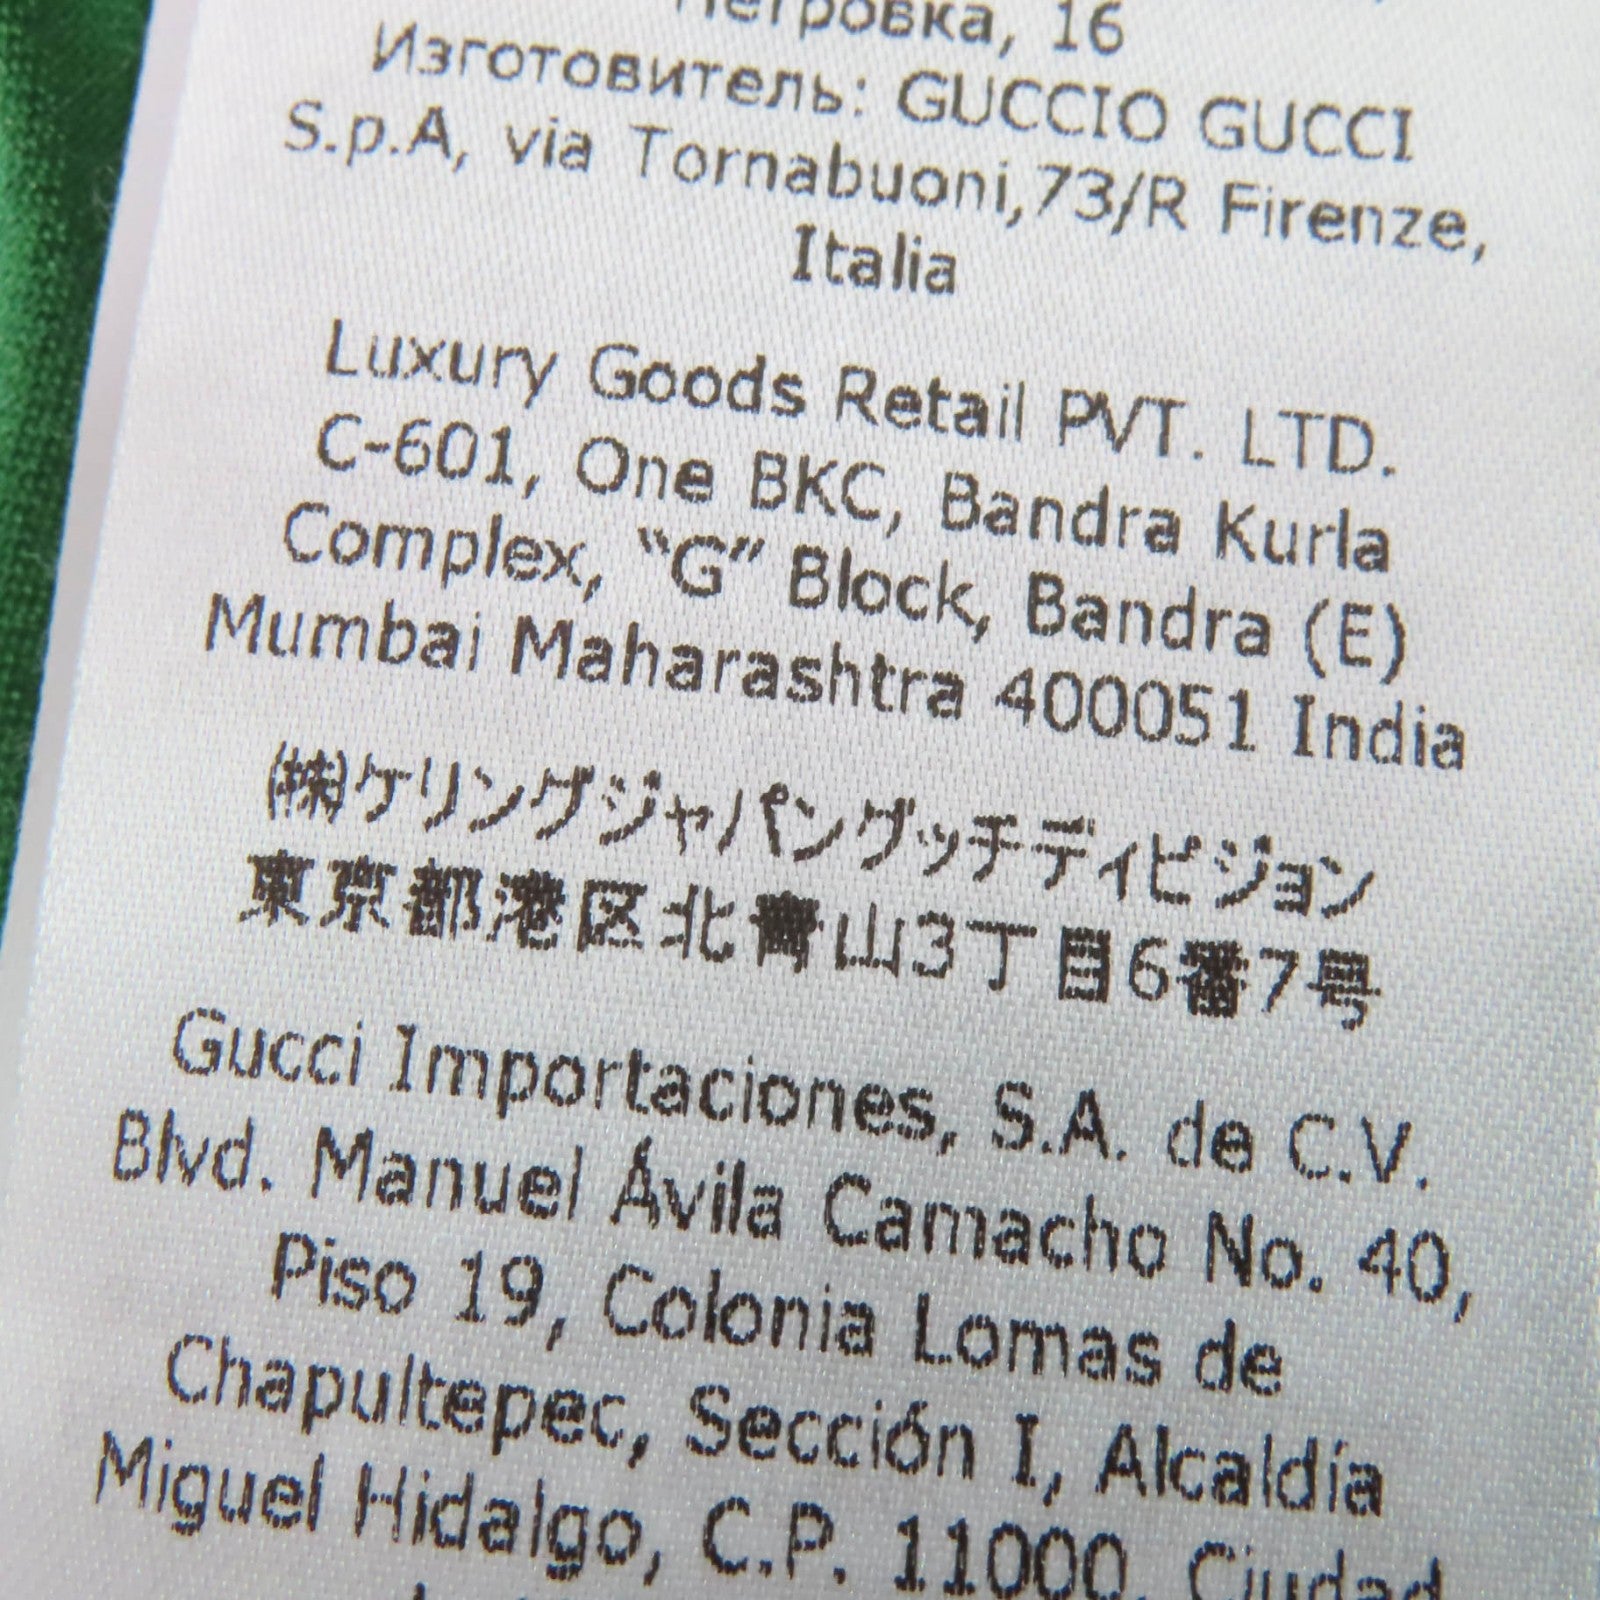 Петровка, 16
Изготовитель: GUCCIO GUCCI
S.p.A, via Tornabuoni,73/R Firenze,
Italia
Luxury Goods Retail PVT. LTD.
C-601, One BKC, Bandra Kurla
Complex, “G” Block, Bandra (E)
Mumbai Maharashtra 400051 India
㈱ケリングジャパングッチディビジョン
東京都港区北青山3丁目6番7号
Gucci Importaciones, S.A. de C.V.
Blvd. Manuel Ávila Camacho No. 40,
Piso 19, Colonia Lomas de
Chapultepec, Sección I, Alcaldía
Miguel Hidalgo, C.P. 11000, Ciudad